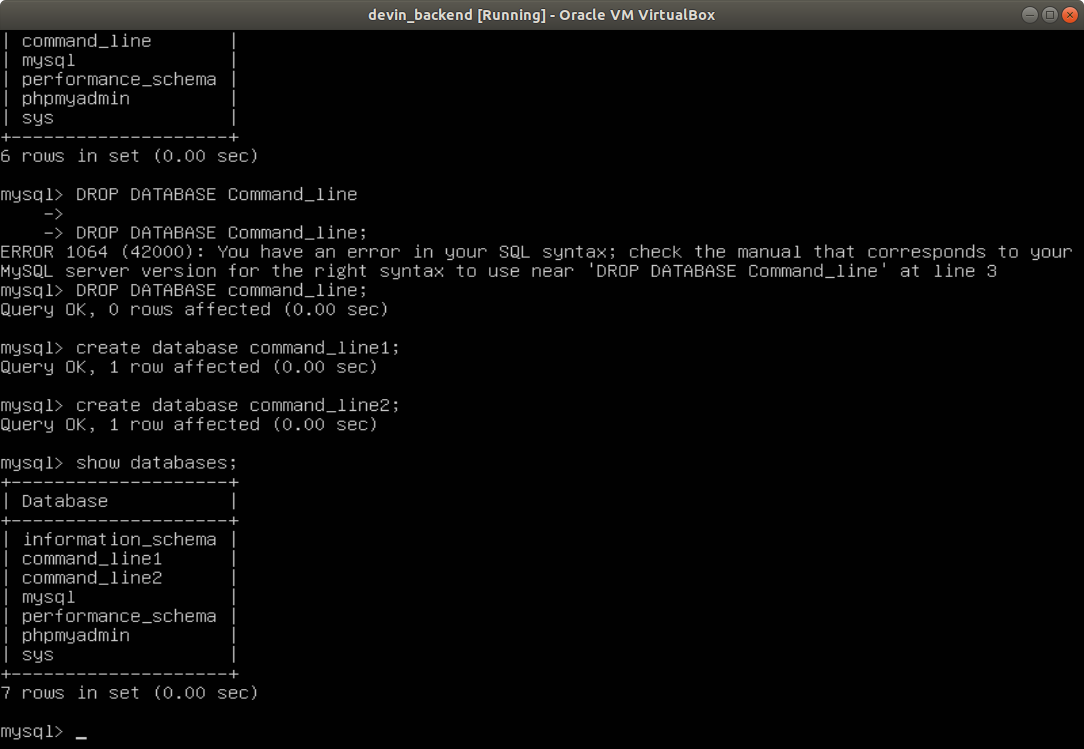 devin_backend [Running] - Oracle VM VirtualBox
| command_line       |
| mysql              |
| performance_schema |
| phpmyadmin         |
| sys                |
+--------------------+
6 rows in set (0.00 sec)
mysql> DROP DATABASE Command_line
    ->
    -> DROP DATABASE Command_line;
ERROR 1064 (42000): You have an error in your SQL syntax; check the manual that corresponds to your
MySQL server version for the right syntax to use near 'DROP DATABASE Command_line' at line 3
mysql> DROP DATABASE command_line;
Query OK, 0 rows affected (0.00 sec)
mysql> create database command_line1;
Query OK, 1 row affected (0.00 sec)
mysql> create database command_line2;
Query OK, 1 row affected (0.00 sec)
mysql> show databases;
+--------------------+
| Database           |
+--------------------+
| information_schema |
| command_line1      |
| command_line2      |
| mysql              |
| performance_schema |
| phpmyadmin         |
| sys                |
+--------------------+
7 rows in set (0.00 sec)
mysql> _